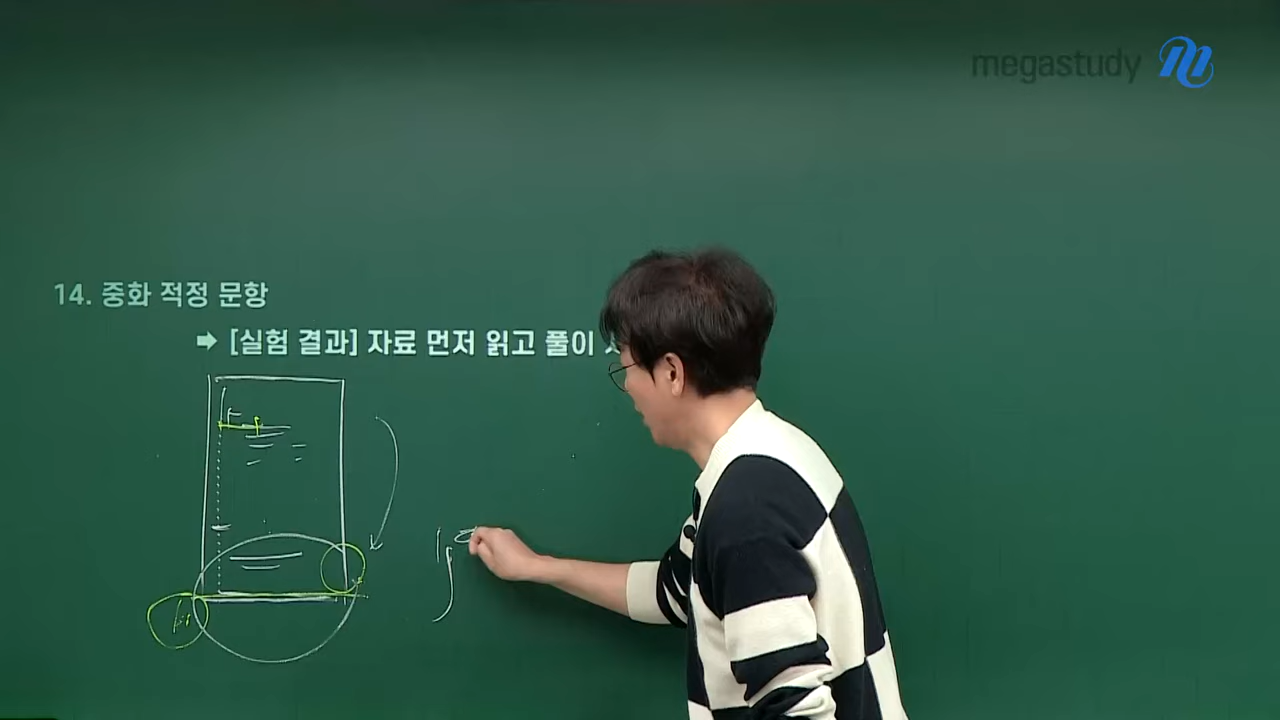 megastudy
14. 중화 적정 문항
➡ [실험 결과] 자료 먼저 읽고 풀이